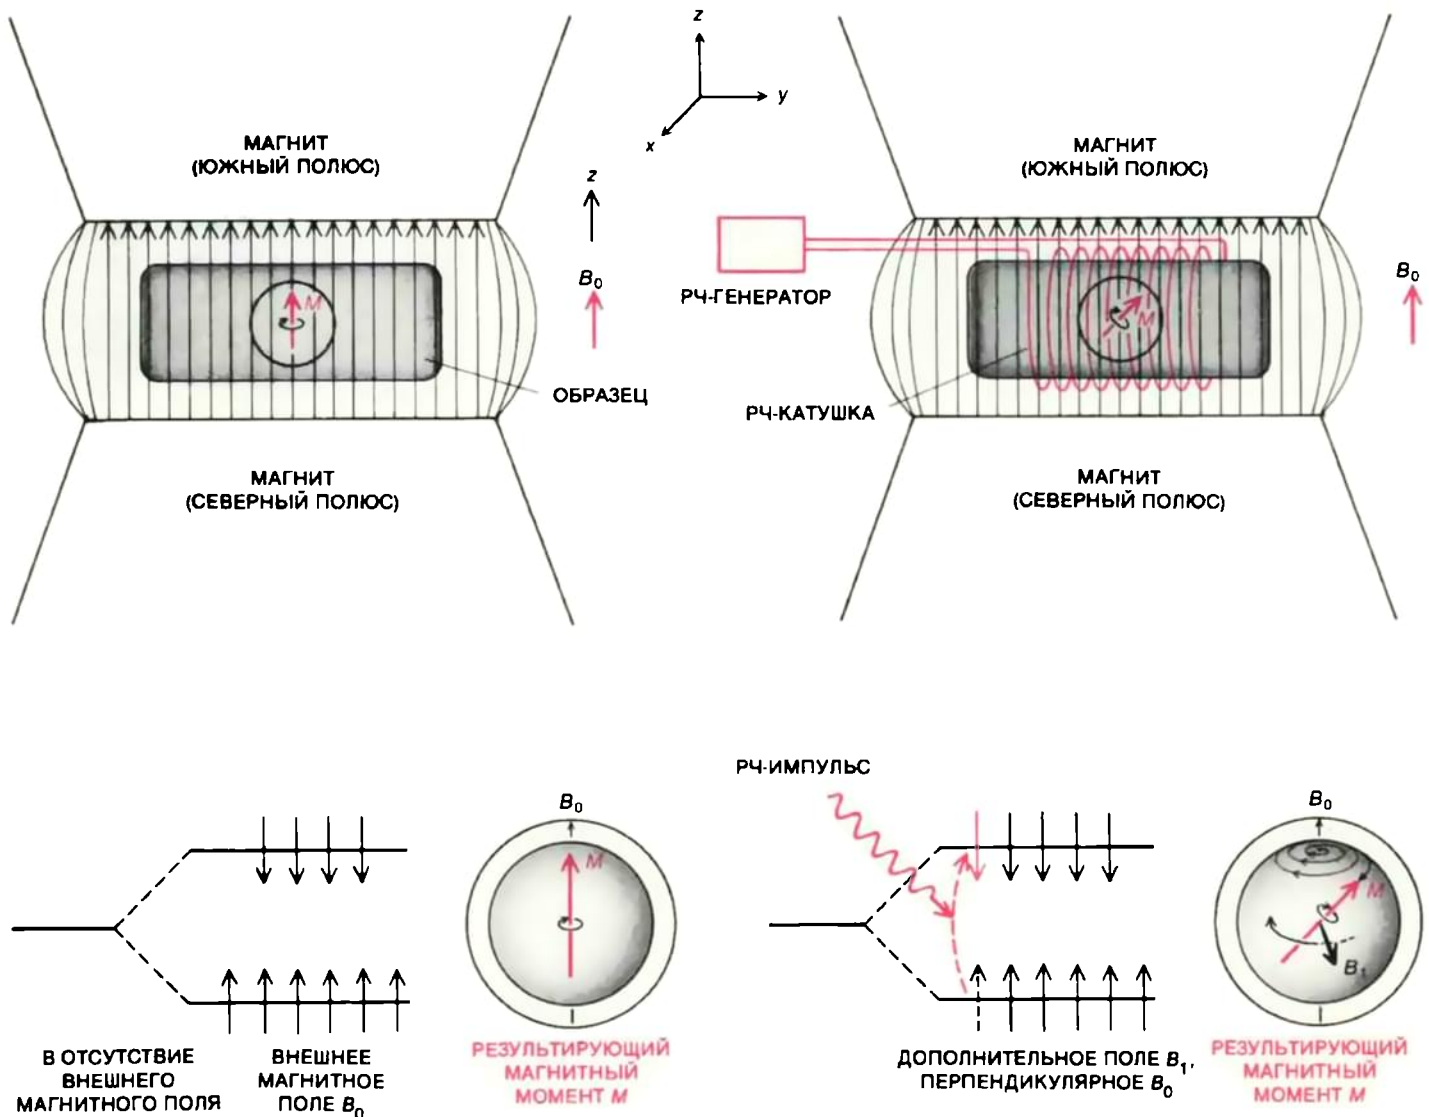 z
y
x
МАГНИТ
(ЮЖНЫЙ ПОЛЮС)
z
B₀
M
ОБРАЗЕЦ
МАГНИТ
(СЕВЕРНЫЙ ПОЛЮС)
МАГНИТ
(ЮЖНЫЙ ПОЛЮС)
РЧ-ГЕНЕРАТОР
B₀
M
РЧ-КАТУШКА
МАГНИТ
(СЕВЕРНЫЙ ПОЛЮС)
B₀
M
В ОТСУТСТВИЕ
ВНЕШНЕГО
МАГНИТНОГО ПОЛЯ
ВНЕШНЕЕ
МАГНИТНОЕ
ПОЛЕ B₀
РЕЗУЛЬТИРУЮЩИЙ
МАГНИТНЫЙ
МОМЕНТ M
РЧ-ИМПУЛЬС
B₀
M
B₁
ДОПОЛНИТЕЛЬНОЕ ПОЛЕ B₁,
ПЕРПЕНДИКУЛЯРНОЕ B₀
РЕЗУЛЬТИРУЮЩИЙ
МАГНИТНЫЙ
МОМЕНТ M